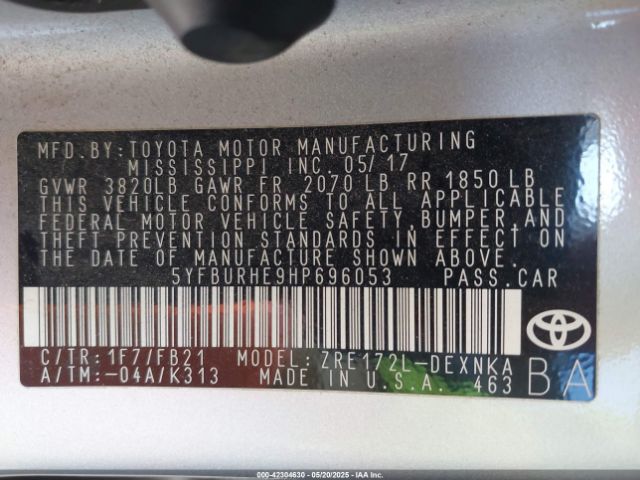 MFD.BY:TOYOTA MOTOR MANUFACTURING
MISSISSIPPI INC. 05/17
GVWR 3820LB GAWR FR 2070 LB RR 1850 LB
THIS VEHICLE CONFORMS TO ALL APPLICABLE
FEDERAL MOTOR VEHICLE SAFETY,BUMPER,AND
THEFT PREVENTION STANDARDS IN EFFECT ON
THE DATE OF MANUFACTURE SHOWN ABOVE.
5YFBURHE9HP696053 PASS.CAR
C/TR:1F7/FB21 MODEL: ZRE172L-DEXNKA
A/TM:-04A/K313 MADE IN U.S.A. 463 BA
000-42304630 - 05/20/2025 - IAA Inc.